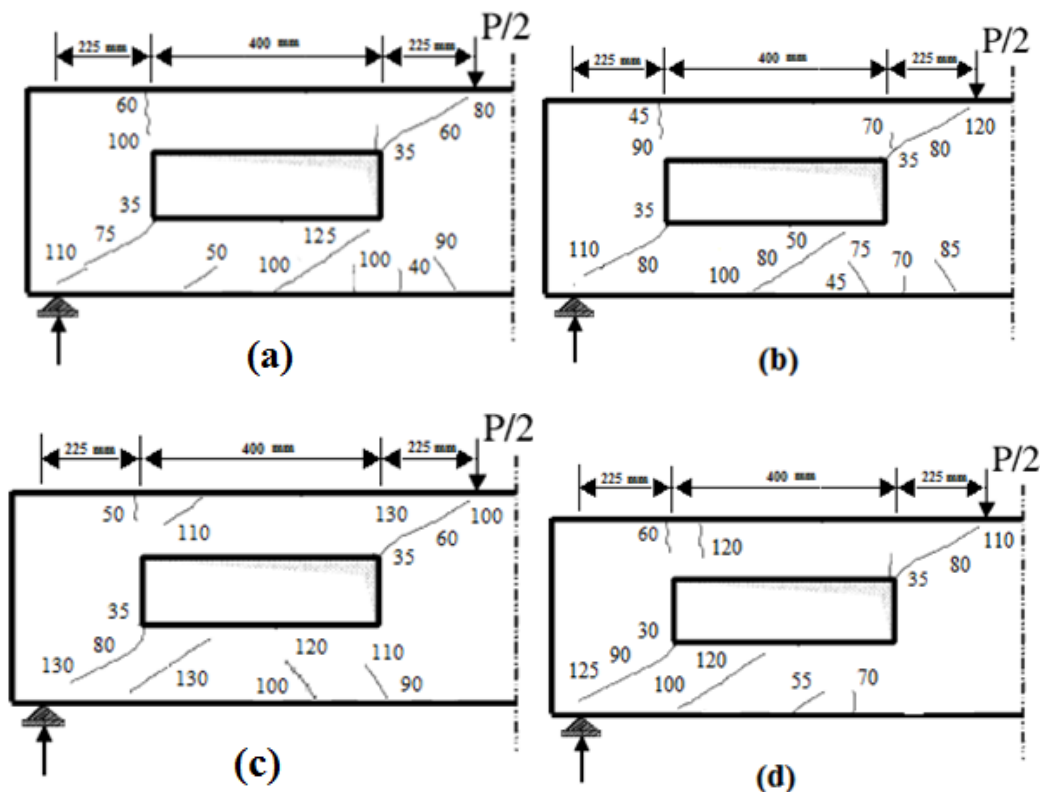 225 mm 400 mm 225 mm P/2
60 80
100 60
35
35
75 125
110 50 90
100 100 40
(a)
225 mm 400 mm 225 mm P/2
45 70 120
90 35 80
35
50
110 80 80 75 70 85
100 45
(b)
225 mm 400 mm 225 mm P/2
50 130 100
110 60
35
35
80 120 110
130 130 100 90
(c)
225 mm 400 mm 225 mm P/2
60 120 110
35 80
30
90 120
125 100 55 70
(d)